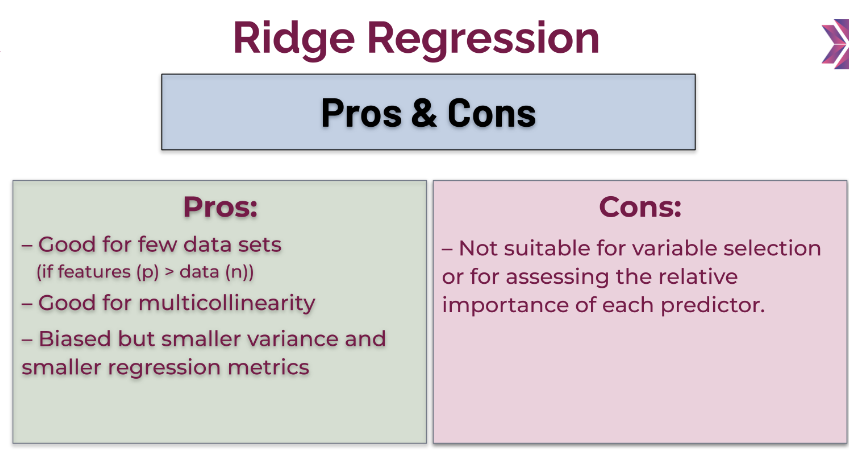 Ridge Regression
Pros & Cons
Pros:
– Good for few data sets
(if features (p) > data (n))
– Good for multicollinearity
– Biased but smaller variance and
smaller regression metrics
Cons:
– Not suitable for variable selection
or for assessing the relative
importance of each predictor.